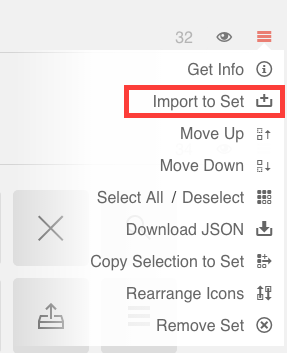 32
Get Info
Import to Set
Move Up
Move Down
Select All / Deselect
Download JSON
Copy Selection to Set
Rearrange Icons
Remove Set